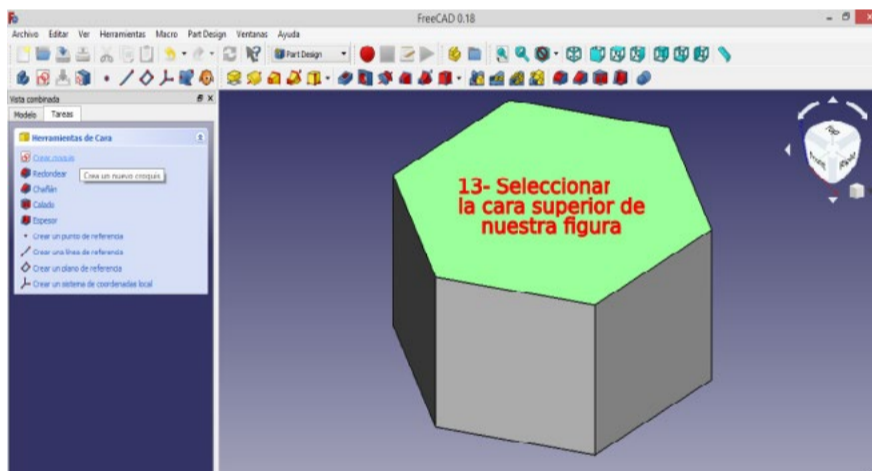 FreeCAD 0.18
Archivo Editar Ver Herramientas Macro Part Design Ventanas Ayuda
Part Design
Vista combinada
Modelo Tareas
Herramientas de Cara
Crear croquis
Redondear
Crea un nuevo croquis
Chaflán
Calado
Espesor
Crear un punto de referencia
Crear una línea de referencia
Crear un plano de referencia
Crear un sistema de coordenadas local
13- Seleccionar
la cara superior de
nuestra figura
Top
Front
Right